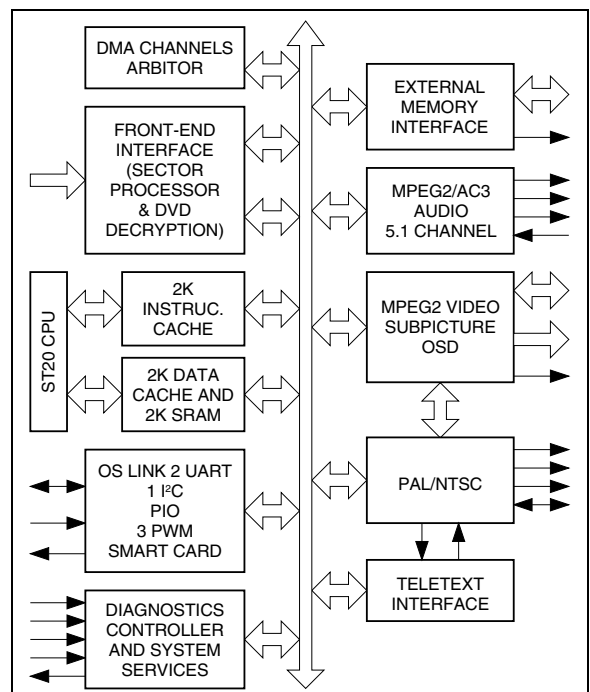 DMA CHANNELS
ARBITOR
FRONT-END
INTERFACE
(SECTOR
PROCESSOR
& DVD
DECRYPTION)
ST20 CPU
2K
INSTRUC.
CACHE
2K DATA
CACHE AND
2K SRAM
OS LINK 2 UART
1 I²C
PIO
3 PWM
SMART CARD
DIAGNOSTICS
CONTROLLER
AND SYSTEM
SERVICES
EXTERNAL
MEMORY
INTERFACE
MPEG2/AC3
AUDIO
5.1 CHANNEL
MPEG2 VIDEO
SUBPICTURE
OSD
PAL/NTSC
TELETEXT
INTERFACE